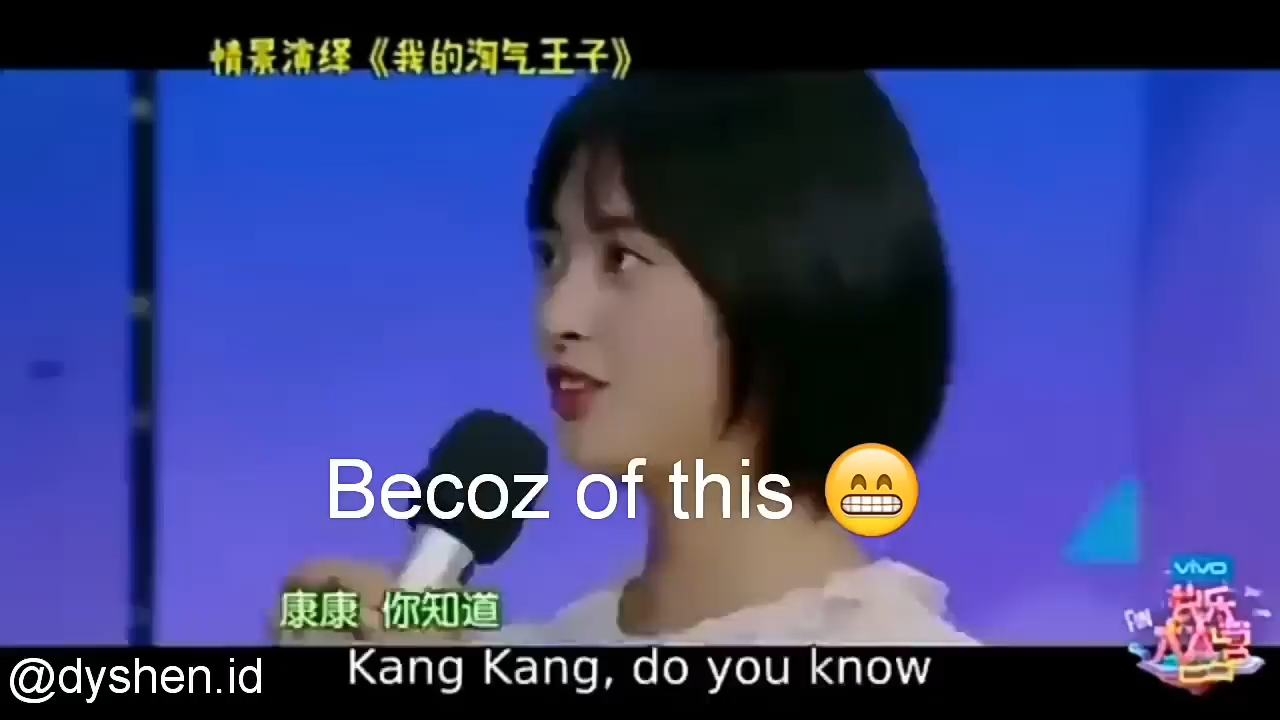 情景演绎《我的淘气王子》
Becoz of this 😁
康康 你知道
Kang Kang, do you know
@dyshen.id
vivo